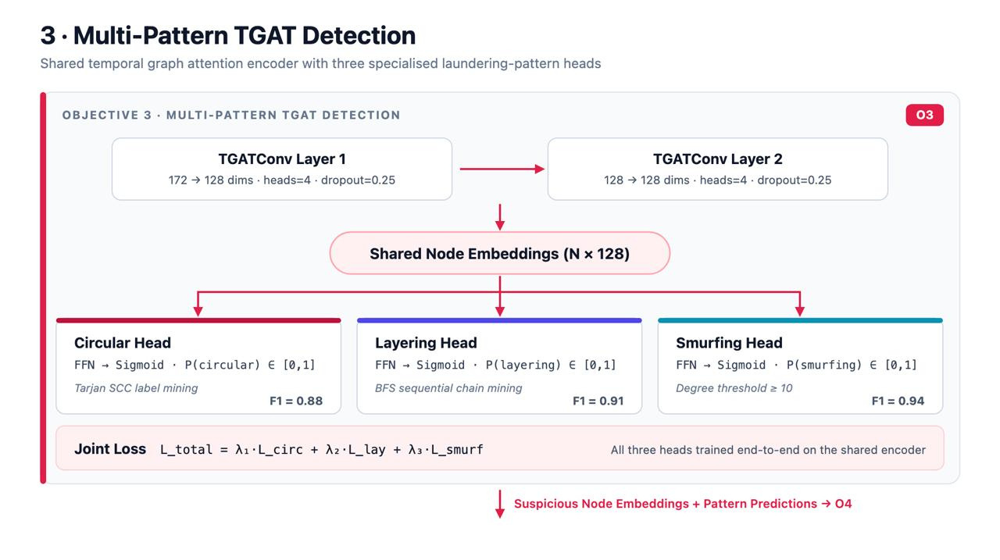 3 · Multi-Pattern TGAT Detection
Shared temporal graph attention encoder with three specialised laundering-pattern heads
OBJECTIVE 3 · MULTI-PATTERN TGAT DETECTION
O3
TGATConv Layer 1
172 → 128 dims · heads=4 · dropout=0.25
TGATConv Layer 2
128 → 128 dims · heads=4 · dropout=0.25
Shared Node Embeddings (N × 128)
Circular Head
FFN → Sigmoid · P(circular) ∈ [0,1]
Tarjan SCC label mining
F1 = 0.88
Layering Head
FFN → Sigmoid · P(layering) ∈ [0,1]
BFS sequential chain mining
F1 = 0.91
Smurfing Head
FFN → Sigmoid · P(smurfing) ∈ [0,1]
Degree threshold ≥ 10
F1 = 0.94
Joint Loss L_total = λ₁·L_circ + λ₂·L_lay + λ₃·L_smurf
All three heads trained end-to-end on the shared encoder
Suspicious Node Embeddings + Pattern Predictions → O4